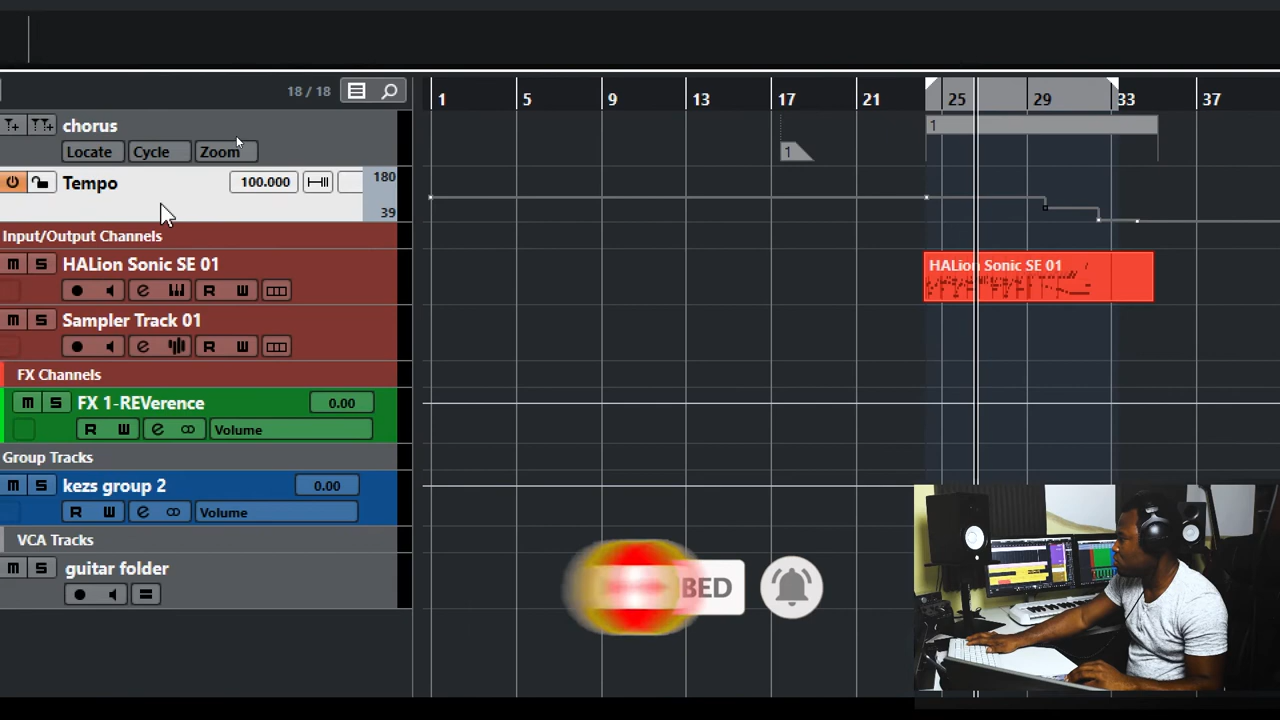 18 / 18
1 5 9 13 17 21 25 29 33 37
chorus
1
Locate Cycle Zoom
1
Tempo 100.000 180
39
Input/Output Channels
M S HALion Sonic SE 01
HALion Sonic SE 01
e R W
M S Sampler Track 01
e R W
FX Channels
M S FX 1-REVerence 0.00
R W e Volume
Group Tracks
M S kezs group 2 0.00
R W e Volume
VCA Tracks
M S guitar folder
BED